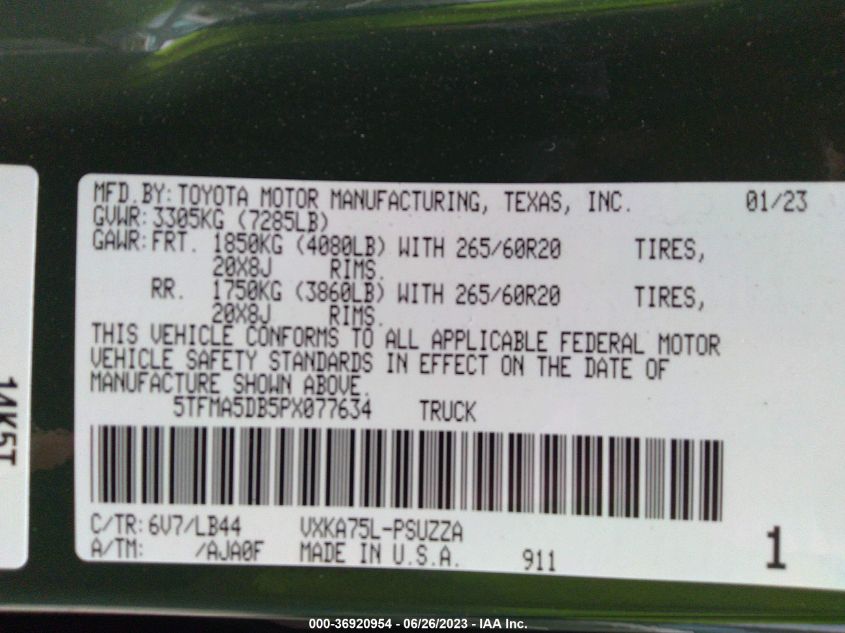 MFD.BY: TOYOTA MOTOR MANUFACTURING, TEXAS, INC. 01/23
GVWR: 3305KG (7285LB)
GAWR: FRT. 1850KG (4080LB) WITH 265/60R20 TIRES,
20X8J RIMS.
RR. 1750KG (3860LB) WITH 265/60R20 TIRES,
20X8J RIMS.
THIS VEHICLE CONFORMS TO ALL APPLICABLE FEDERAL MOTOR
VEHICLE SAFETY STANDARDS IN EFFECT ON THE DATE OF
MANUFACTURE SHOWN ABOVE.
5TFMA5DB5PX077634 TRUCK
C/TR: 6V7/LB44 VXKA75L-PSUZZA
A/TM: /AJA0F MADE IN U.S.A. 911
1
14K5T
000-36920954 - 06/26/2023 - IAA Inc.